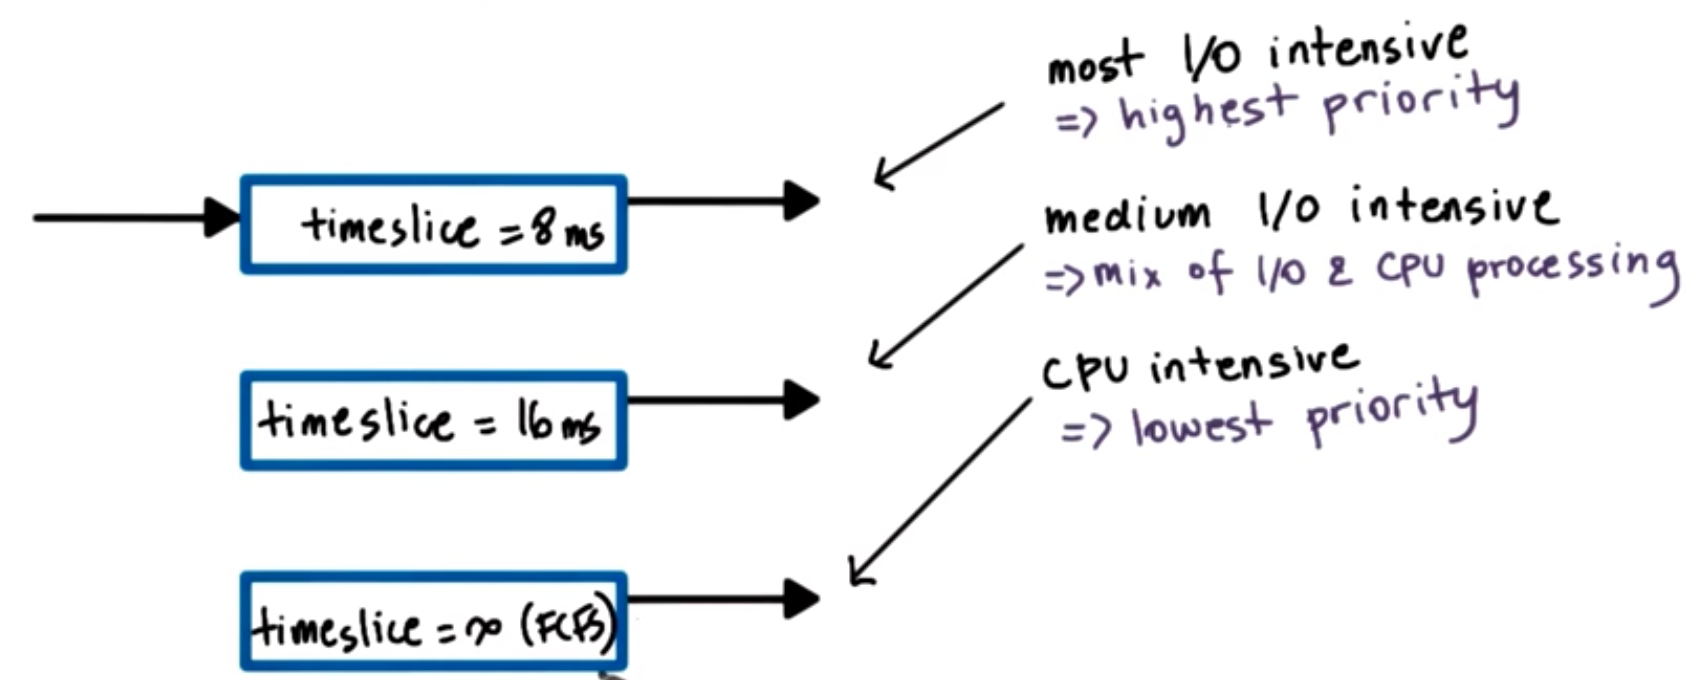 most I/O intensive
=> highest priority
timeslice = 8 ms
medium I/O intensive
=> mix of I/O & CPU processing
timeslice = 16 ms
CPU intensive
=> lowest priority
timeslice = ∞ (FCFS)